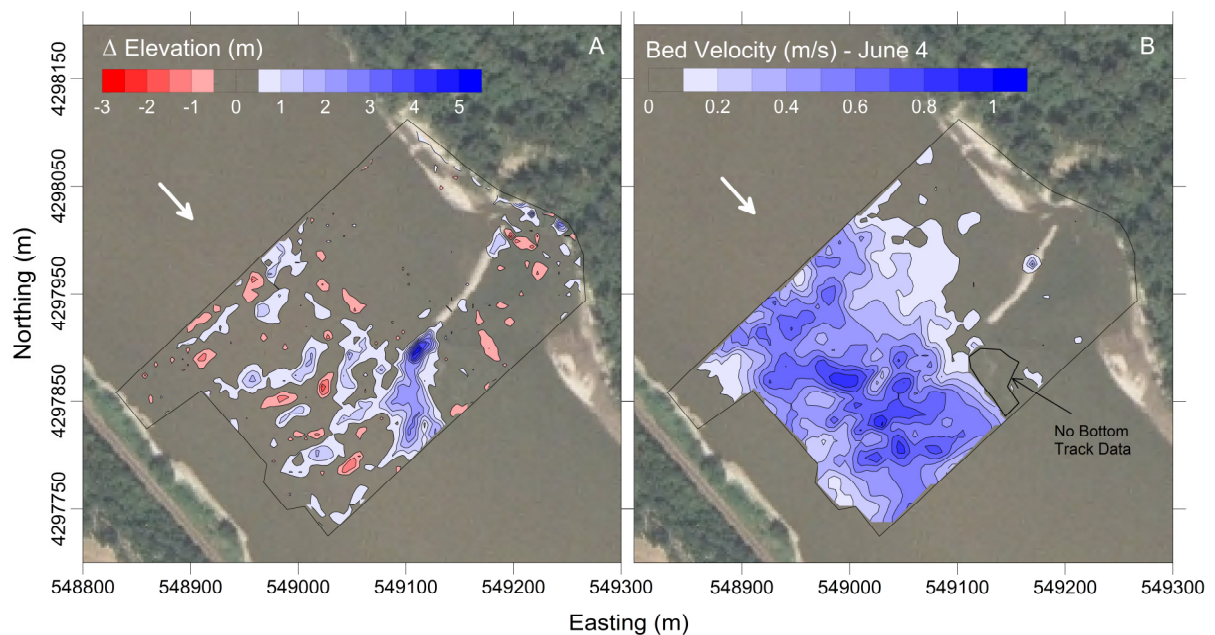 Δ Elevation (m)
A
-3 -2 -1 0 1 2 3 4 5
Bed Velocity (m/s) - June 4
B
0 0.2 0.4 0.6 0.8 1
No Bottom
Track Data
Northing (m)
4298150
4298050
4297950
4297850
4297750
548800 548900 549000 549100 549200 549300
548900 549000 549100 549200 549300
Easting (m)